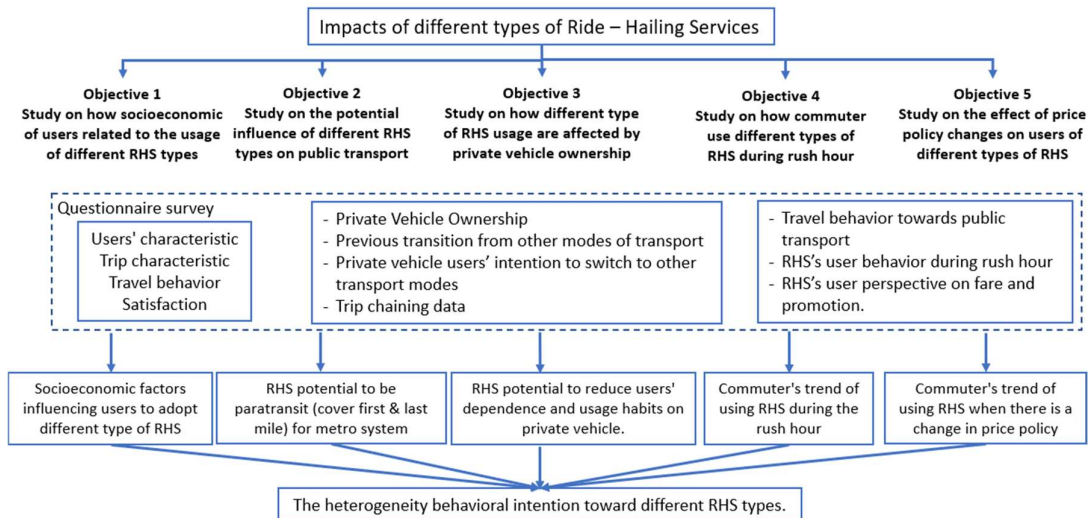 Impacts of different types of Ride – Hailing Services
Objective 1
Study on how socioeconomic
of users related to the usage
of different RHS types
Objective 2
Study on the potential
influence of different RHS
types on public transport
Objective 3
Study on how different type
of RHS usage are affected by
private vehicle ownership
Objective 4
Study on how commuter
use different types of
RHS during rush hour
Objective 5
Study on the effect of price
policy changes on users of
different types of RHS
Questionnaire survey
Users' characteristic
Trip characteristic
Travel behavior
Satisfaction
- Private Vehicle Ownership
- Previous transition from other modes of transport
- Private vehicle users’ intention to switch to other
transport modes
- Trip chaining data
- Travel behavior towards public
transport
- RHS’s user behavior during rush hour
- RHS’s user perspective on fare and
promotion.
Socioeconomic factors
influencing users to adopt
different type of RHS
RHS potential to be
paratransit (cover first & last
mile) for metro system
RHS potential to reduce users'
dependence and usage habits on
private vehicle.
Commuter's trend of
using RHS during the
rush hour
Commuter's trend of
using RHS when there is a
change in price policy
The heterogeneity behavioral intention toward different RHS types.